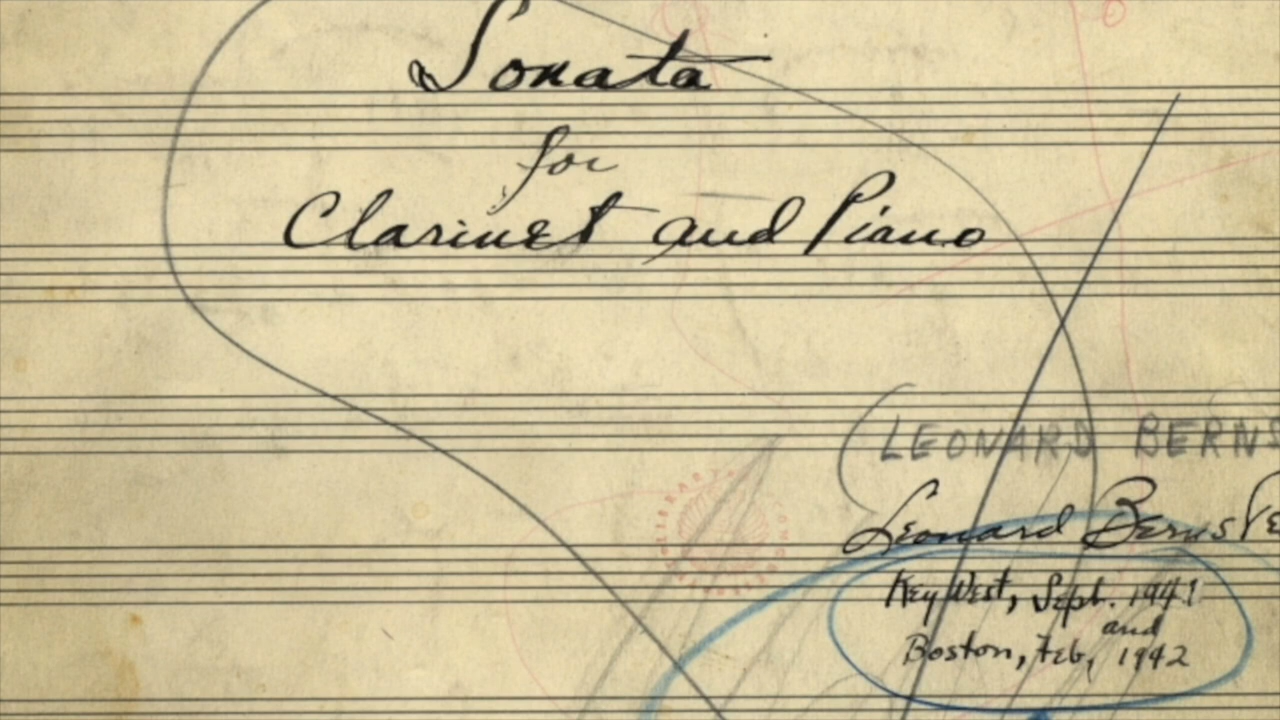 Sonata
for
Clarinet and Piano
(LEONARD BERNS
Leonard Bernste
Key West, Sept. 1941
and
Boston, Feb, 1942